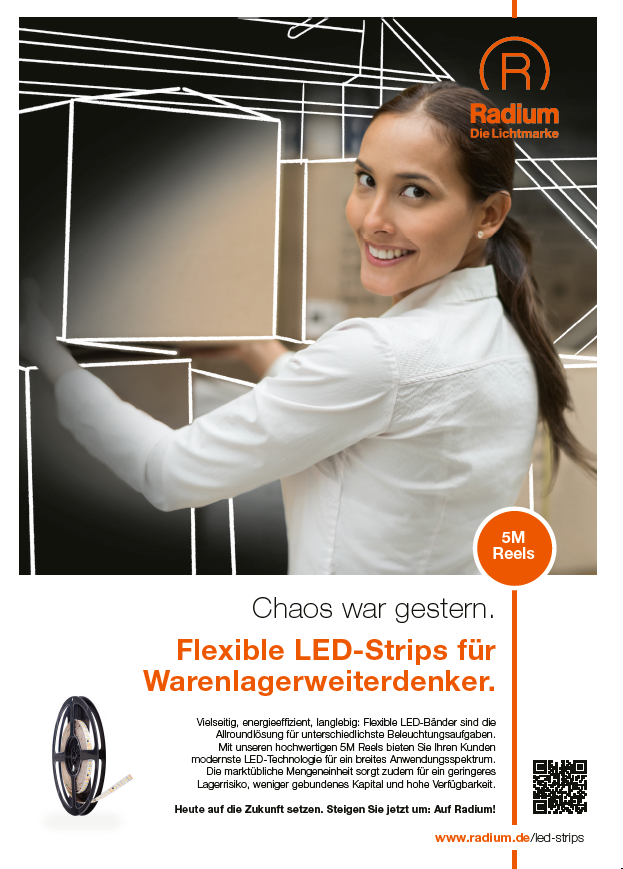 R
Radium
Die Lichtmarke
5M
Reels
Chaos war gestern.
Flexible LED-Strips für
Warenlagerweiterdenker.
Vielseitig, energieeffizient, langlebig: Flexible LED-Bänder sind die
Allroundlösung für unterschiedlichste Beleuchtungsaufgaben.
Mit unseren hochwertigen 5M Reels bieten Sie Ihren Kunden
modernste LED-Technologie für ein breites Anwendungsspektrum.
Die marktübliche Mengeneinheit sorgt zudem für ein geringeres
Lagerrisiko, weniger gebundenes Kapital und hohe Verfügbarkeit.
Heute auf die Zukunft setzen. Steigen Sie jetzt um: Auf Radium!
www.radium.de/led-strips